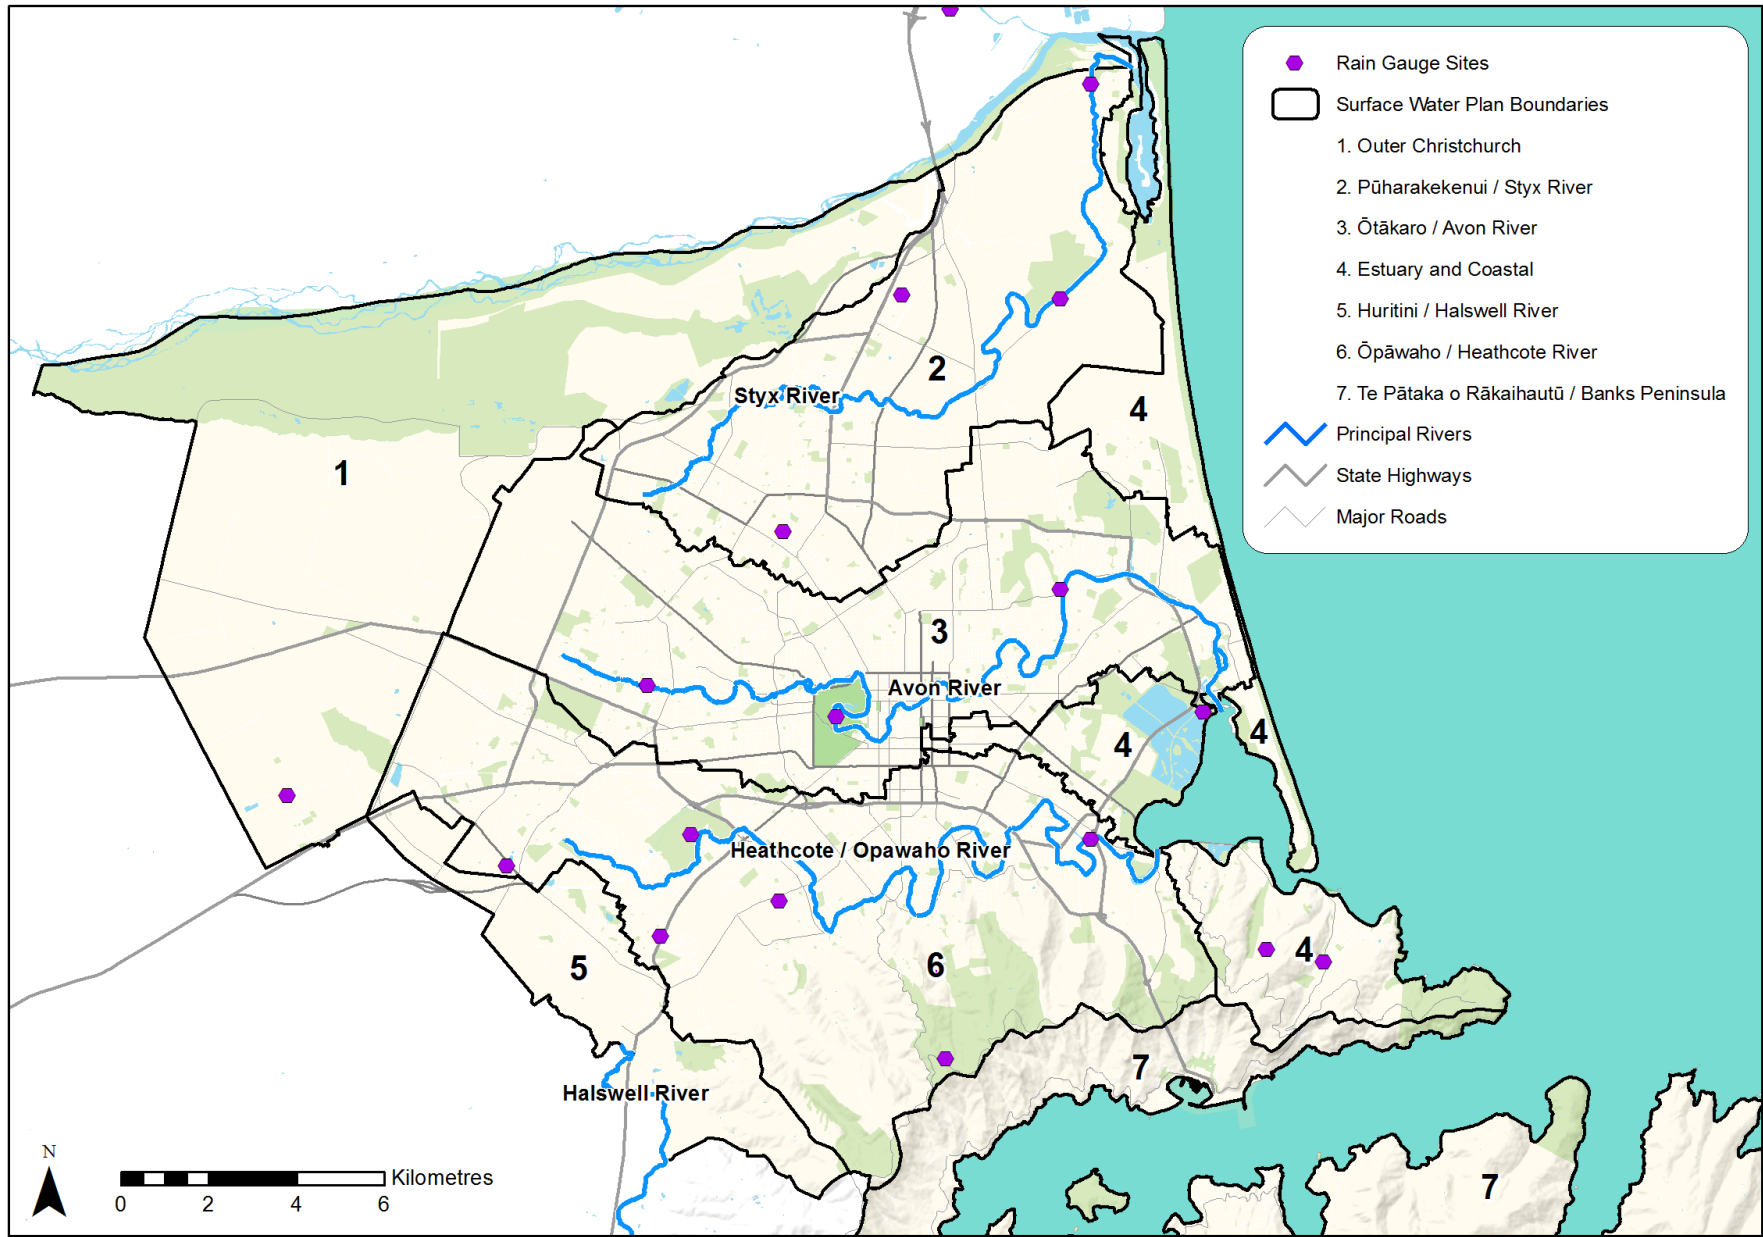 Rain Gauge Sites
Surface Water Plan Boundaries
1. Outer Christchurch
2. Pūharakekenui / Styx River
3. Ōtākaro / Avon River
4. Estuary and Coastal
5. Huritini / Halswell River
6. Ōpāwaho / Heathcote River
7. Te Pātaka o Rākaihautū / Banks Peninsula
Principal Rivers
State Highways
Major Roads
2
Styx River
4
1
3
Avon River
4
4
Heathcote / Opawaho River
5
6
4
7
Halswell River
7
N
Kilometres
0 2 4 6